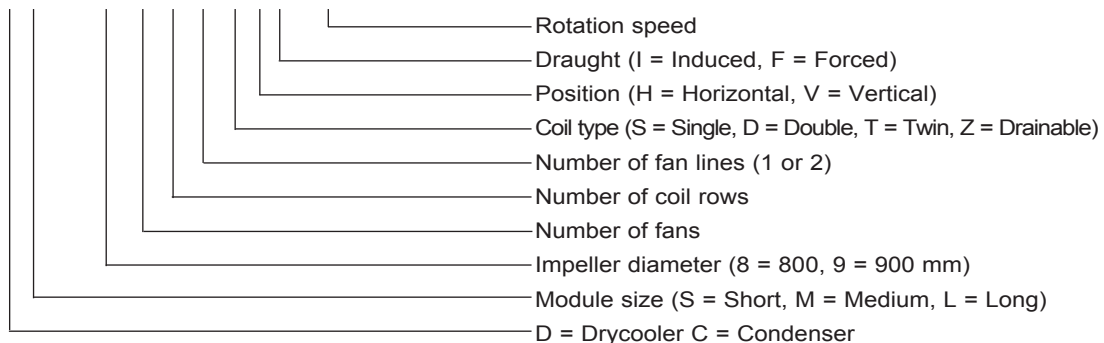 Rotation speed
Draught (I = Induced, F = Forced)
Position (H = Horizontal, V = Vertical)
Coil type (S = Single, D = Double, T = Twin, Z = Drainable)
Number of fan lines (1 or 2)
Number of coil rows
Number of fans
Impeller diameter (8 = 800, 9 = 900 mm)
Module size (S = Short, M = Medium, L = Long)
D = Drycooler C = Condenser